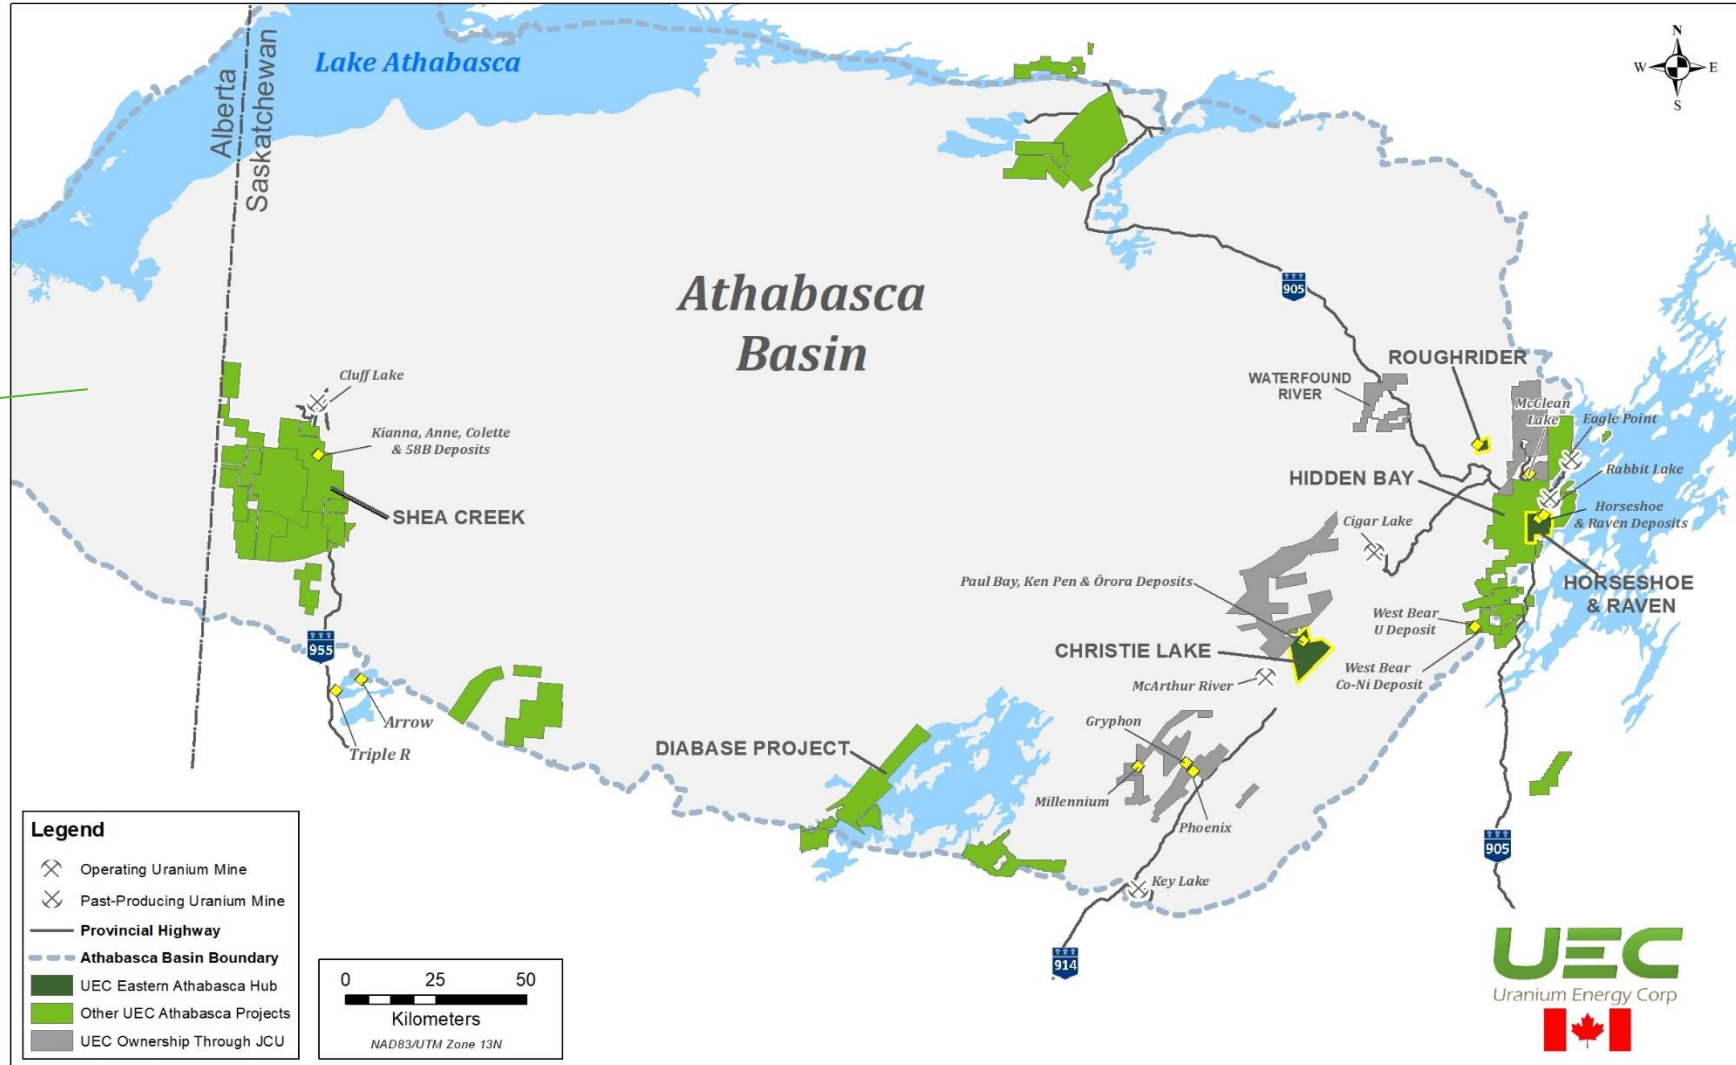 Lake Athabasca
Alberta
Saskatchewan
N
W
E
S
Athabasca
Basin
905
ROUGHRIDER
WATERFOUND
RIVER
McClean
Lake
Eagle Point
Cluff Lake
Kianna, Anne, Colette
& 58B Deposits
HIDDEN BAY
Rabbit Lake
SHEA CREEK
Cigar Lake
Horseshoe
& Raven Deposits
Paul Bay, Ken Pen & Ōrora Deposits
HORSESHOE
& RAVEN
West Bear
U Deposit
955
CHRISTIE LAKE
West Bear
Co-Ni Deposit
McArthur River
Arrow
Triple R
Gryphon
DIABASE PROJECT
Millennium
Phoenix
905
Key Lake
914
Legend
Operating Uranium Mine
Past-Producing Uranium Mine
Provincial Highway
Athabasca Basin Boundary
UEC Eastern Athabasca Hub
Other UEC Athabasca Projects
UEC Ownership Through JCU
0 25 50
Kilometers
NAD83/UTM Zone 13N
UEC
Uranium Energy Corp